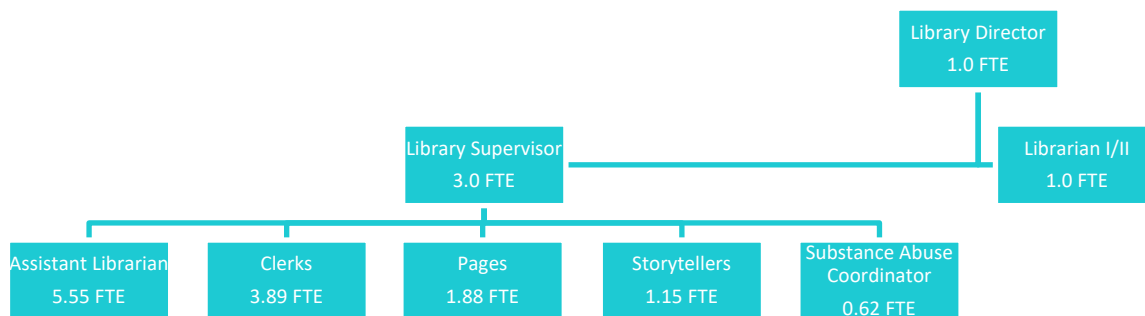 Library Director
1.0 FTE
Library Supervisor
3.0 FTE
Librarian I/II
1.0 FTE
Assistant Librarian
5.55 FTE
Clerks
3.89 FTE
Pages
1.88 FTE
Storytellers
1.15 FTE
Substance Abuse
Coordinator
0.62 FTE